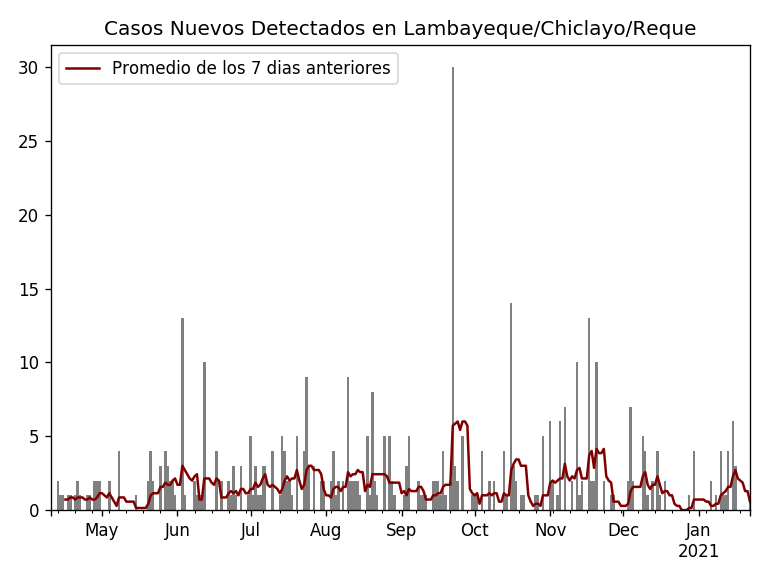 Casos Nuevos Detectados en Lambayeque/Chiclayo/Reque
Promedio de los 7 dias anteriores
30
25
20
15
10
5
0
May Jun Jul Aug Sep Oct Nov Dec Jan
2021